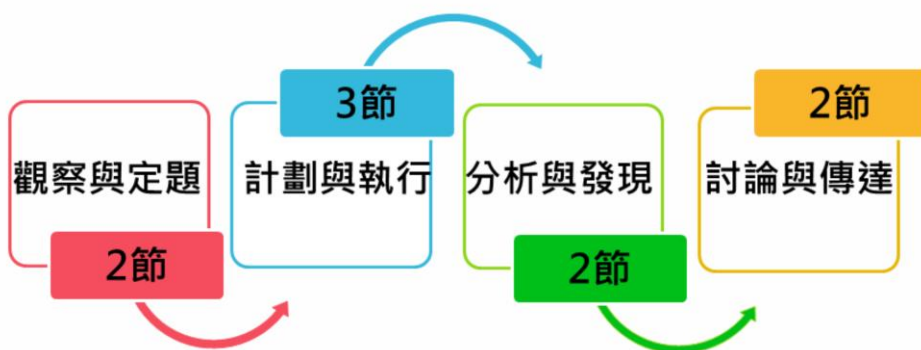 觀察與定題
2節
3節
計劃與執行
分析與發現
2節
2節
討論與傳達